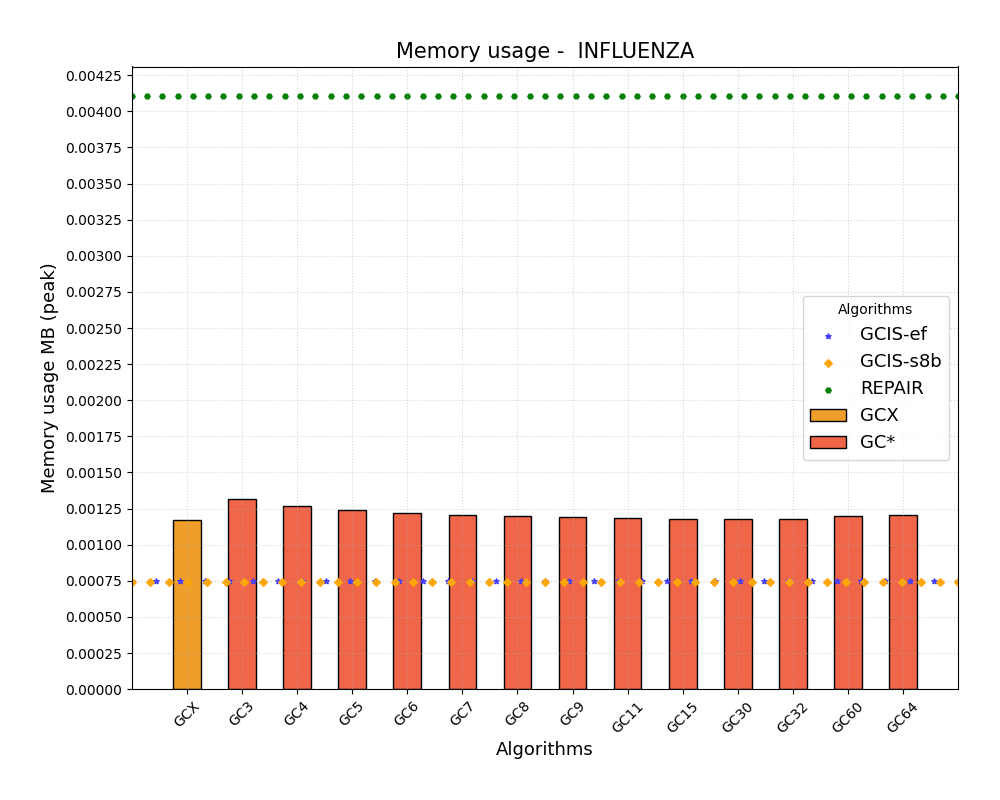 Memory usage -  INFLUENZA
Memory usage MB (peak)
0.00425
0.00400
0.00375
0.00350
0.00325
0.00300
0.00275
0.00250
0.00225
0.00200
0.00175
0.00150
0.00125
0.00100
0.00075
0.00050
0.00025
0.00000
Algorithms
GCIS-ef
GCIS-s8b
REPAIR
GCX
GC*
GCX
GC3
GC4
GC5
GC6
GC7
GC8
GC9
GC11
GC15
GC30
GC32
GC60
GC64
Algorithms